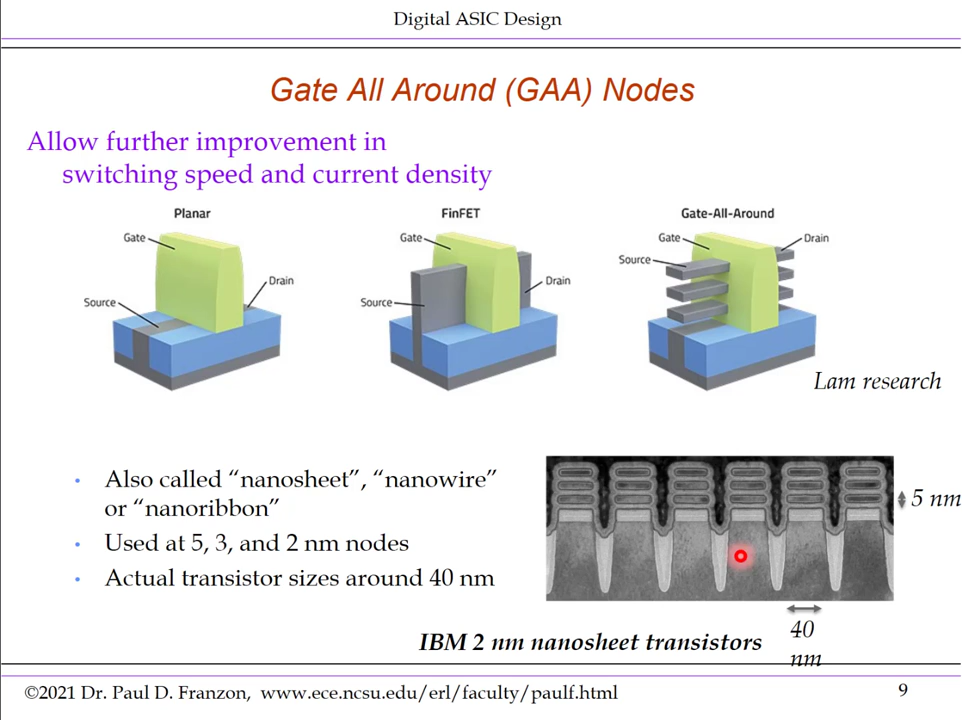 Digital ASIC Design
Gate All Around (GAA) Nodes
Allow further improvement in
switching speed and current density
Planar
Gate
Source
Drain
FinFET
Gate
Source
Drain
Gate-All-Around
Gate
Source
Drain
Lam research
• Also called “nanosheet”, “nanowire”
or “nanoribbon”
• Used at 5, 3, and 2 nm nodes
• Actual transistor sizes around 40 nm
5 nm
40
nm
IBM 2 nm nanosheet transistors
©2021 Dr. Paul D. Franzon, www.ece.ncsu.edu/erl/faculty/paulf.html
9